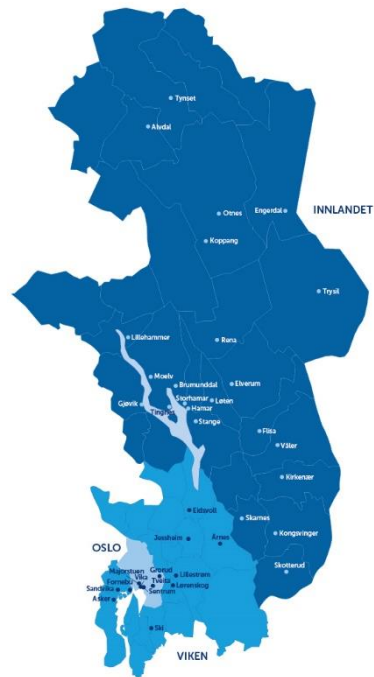 Tynset
Alvdal
Otnes
Engerdal
INNLANDET
Koppang
Trysil
Lillehammer
Rena
Moelv
Brumunddal
Elverum
Storhamar
Løten
Gjøvik
Tingnes
Hamar
Stange
Flisa
Våler
Kirkenær
Eidsvoll
Skarnes
Kongsvinger
Jessheim
Årnes
OSLO
Skotterud
Majorstuen
Grorud
Lillestrøm
Vika
Fornebu
Tveita
Sandvika
Lørenskog
Sentrum
Asker
Ski
VIKEN